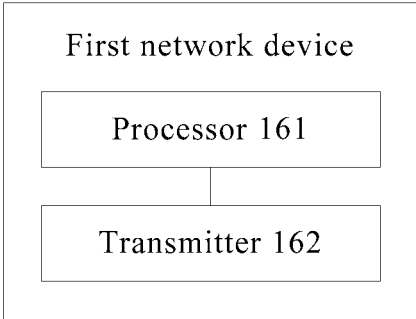 First network device
Processor 161
Transmitter 162